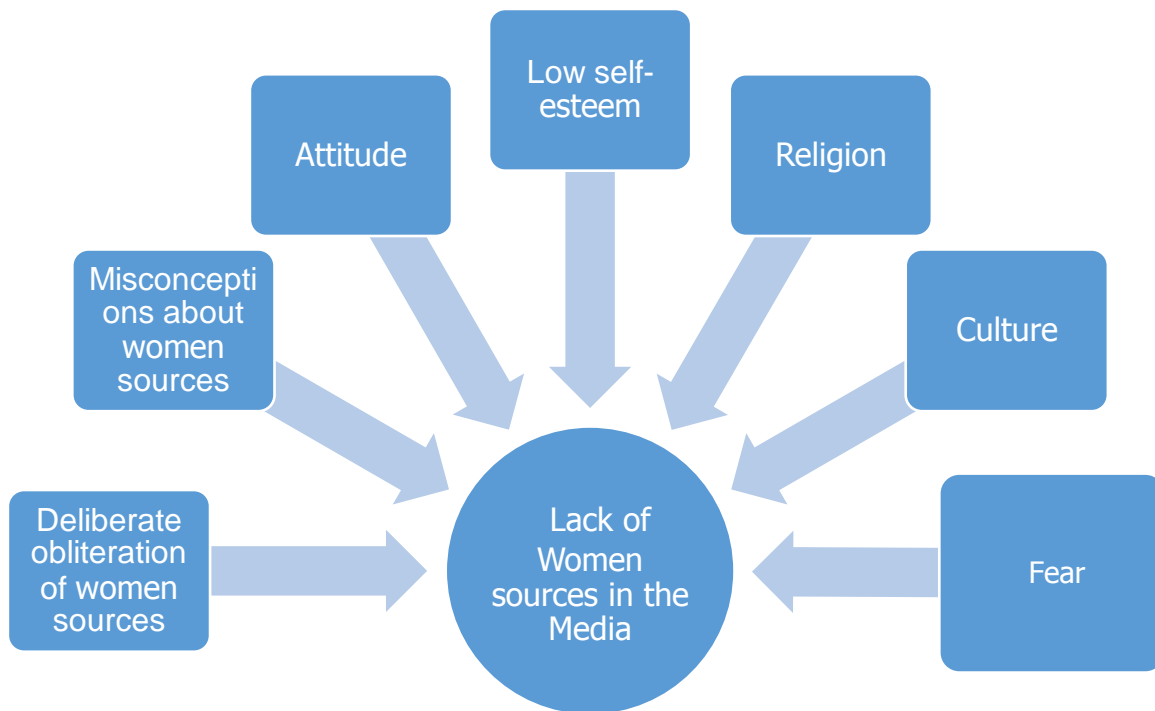 Low self-
esteem
Attitude
Religion
Misconcepti
ons about
women
sources
Culture
Deliberate
obliteration
of women
sources
Lack of
Women
sources in the
Media
Fear